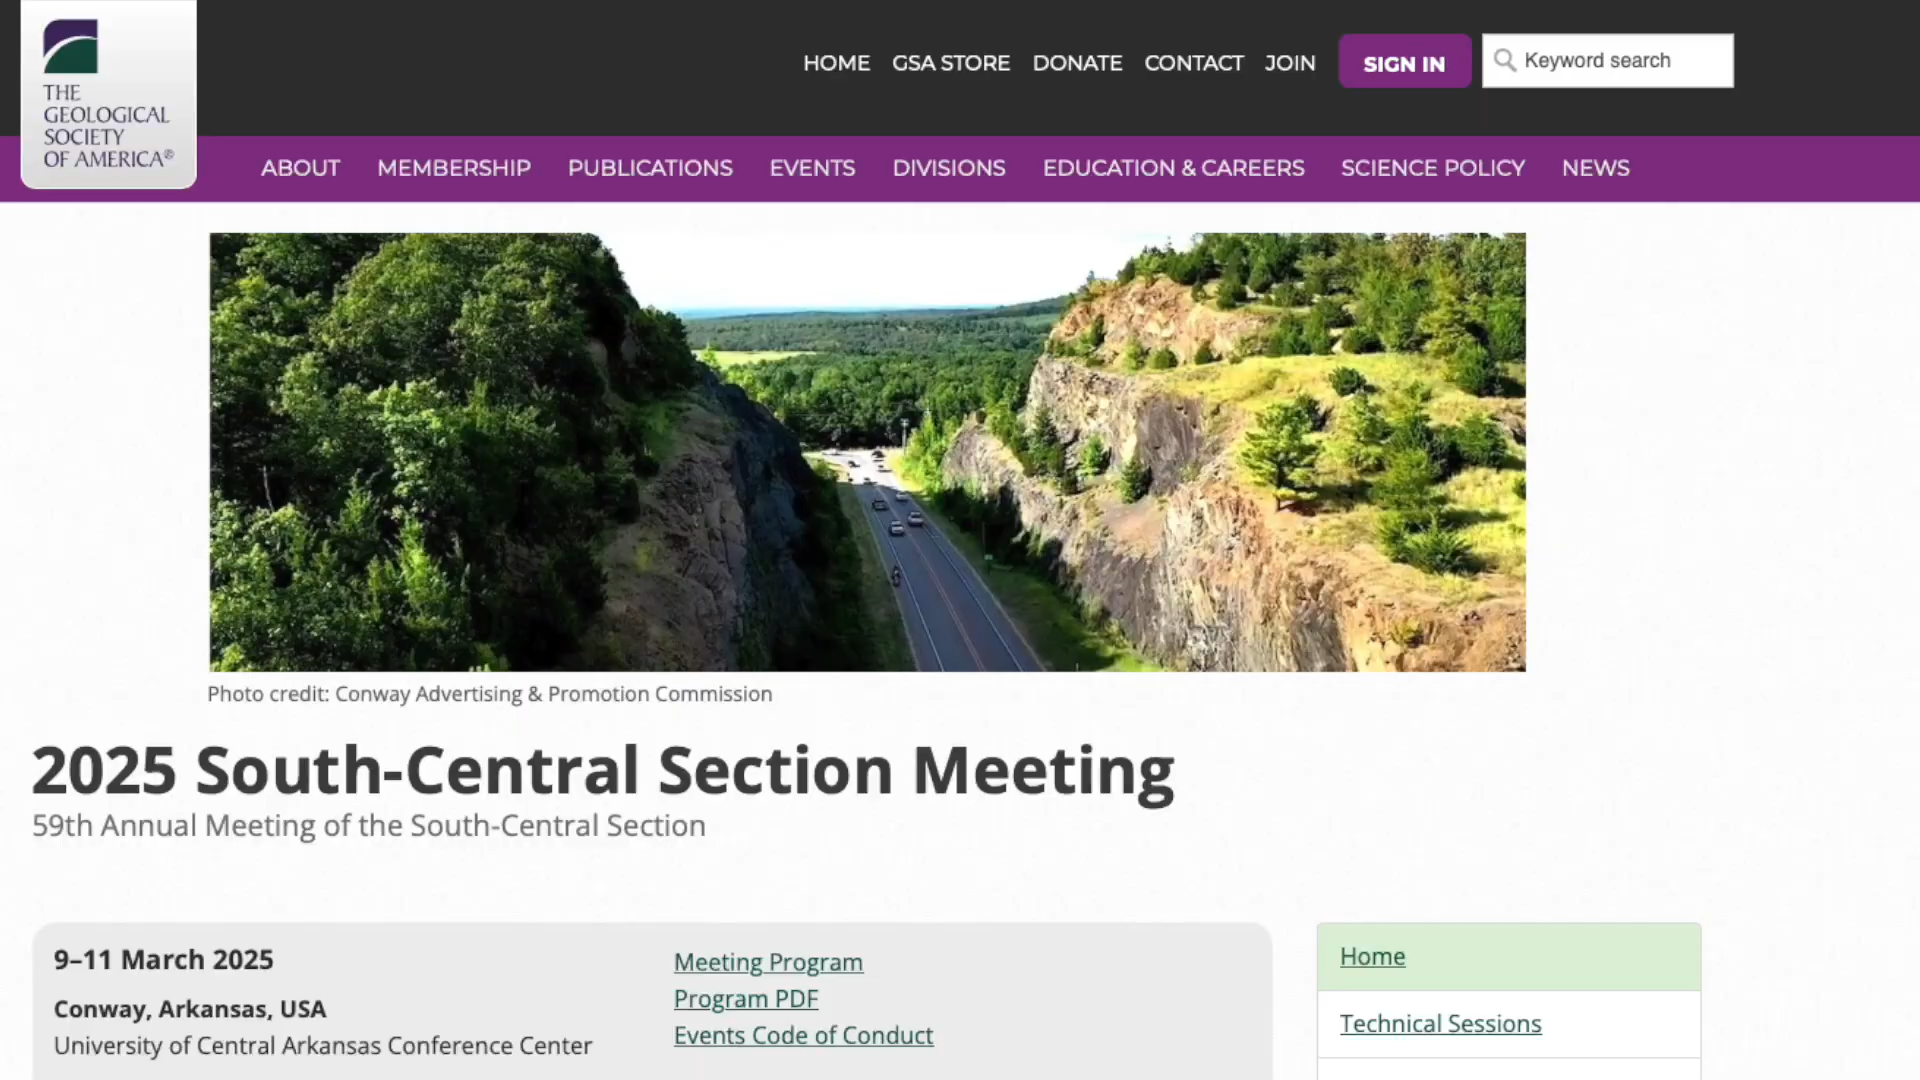 THE
GEOLOGICAL
SOCIETY
OF AMERICA®
HOME GSA STORE DONATE CONTACT JOIN SIGN IN Keyword search
ABOUT MEMBERSHIP PUBLICATIONS EVENTS DIVISIONS EDUCATION & CAREERS SCIENCE POLICY NEWS
Photo credit: Conway Advertising & Promotion Commission
2025 South-Central Section Meeting
59th Annual Meeting of the South-Central Section
9–11 March 2025
Conway, Arkansas, USA
University of Central Arkansas Conference Center
Meeting Program
Program PDF
Events Code of Conduct
Home
Technical Sessions